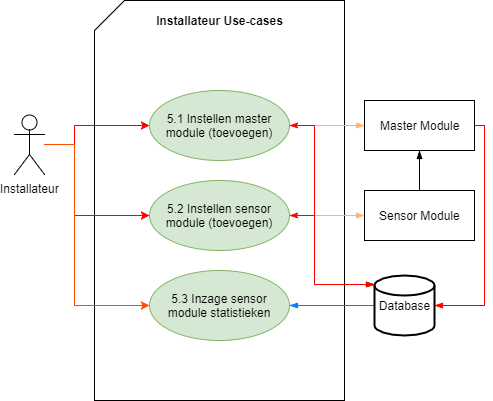 Installateur Use-cases
5.1 Instellen master
module (toevoegen)
Master Module
Installateur
5.2 Instellen sensor
module (toevoegen)
Sensor Module
5.3 Inzage sensor
module statistieken
Database